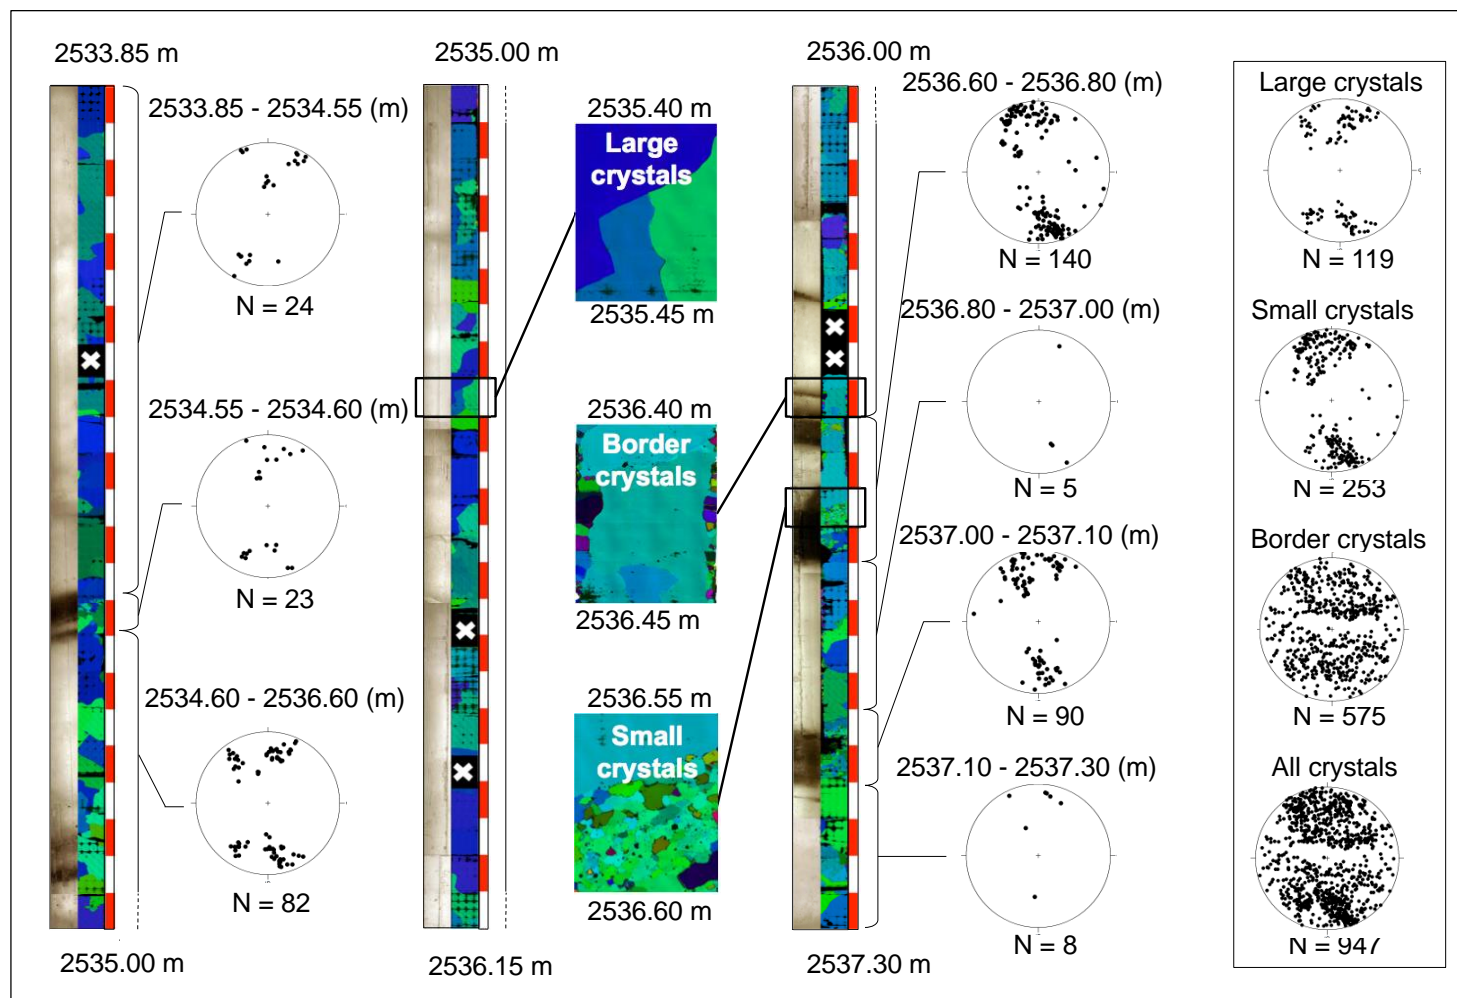 2533.85 m
2533.85 - 2534.55 (m)
N = 24
2534.55 - 2534.60 (m)
N = 23
2534.60 - 2536.60 (m)
N = 82
2535.00 m
2535.00 m
2536.15 m
2535.40 m
Large
crystals
2535.45 m
2536.40 m
Border
crystals
2536.45 m
2536.55 m
Small
crystals
2536.60 m
2536.00 m
2537.30 m
2536.60 - 2536.80 (m)
N = 140
2536.80 - 2537.00 (m)
N = 5
2537.00 - 2537.10 (m)
N = 90
2537.10 - 2537.30 (m)
N = 8
Large crystals
N = 119
Small crystals
N = 253
Border crystals
N = 575
All crystals
N = 947